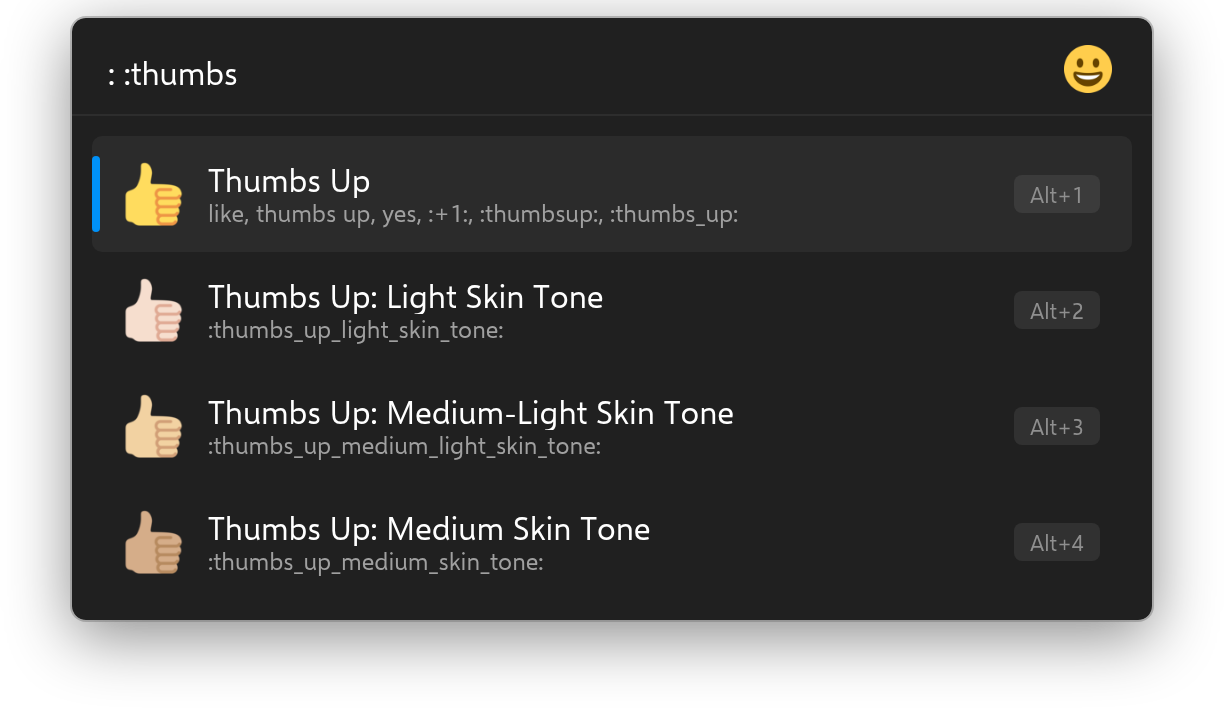 : :thumbs
Thumbs Up
like, thumbs up, yes, :+1:, :thumbsup:, :thumbs_up:
Alt+1
Thumbs Up: Light Skin Tone
:thumbs_up_light_skin_tone:
Alt+2
Thumbs Up: Medium-Light Skin Tone
:thumbs_up_medium_light_skin_tone:
Alt+3
Thumbs Up: Medium Skin Tone
:thumbs_up_medium_skin_tone:
Alt+4